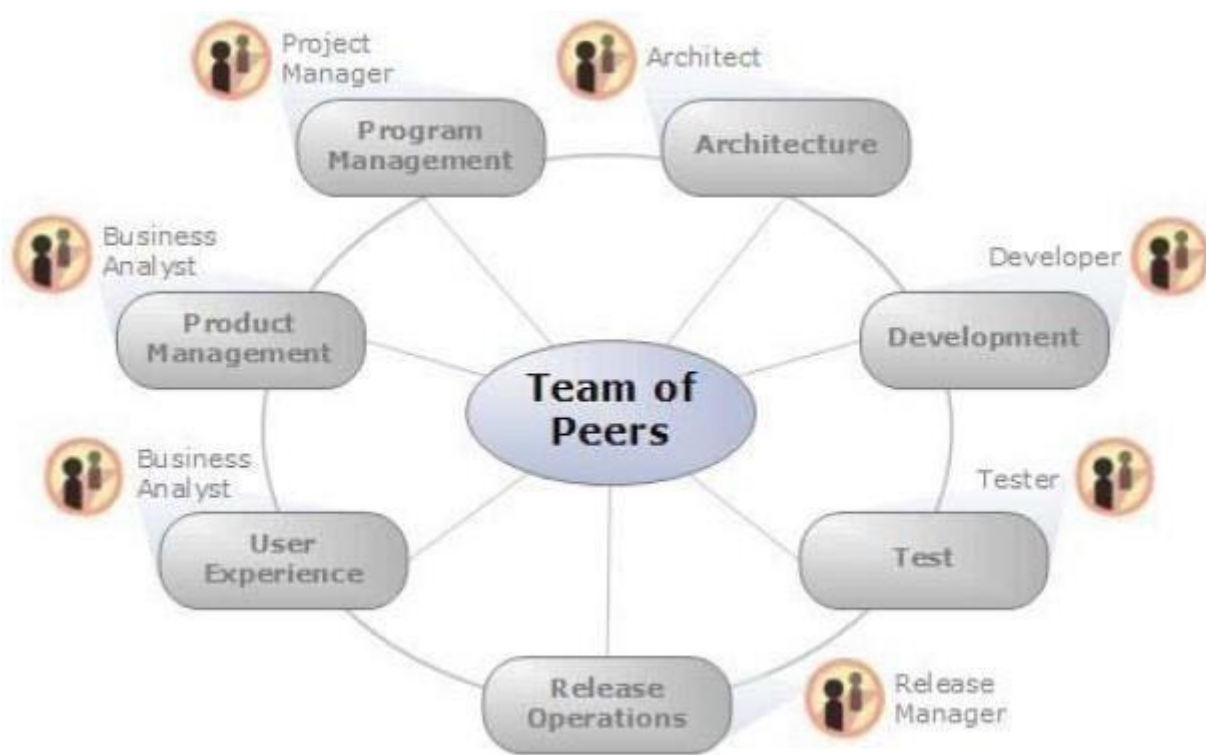 Project
Manager
Program
Management
Architect
Architecture
Business
Analyst
Product
Management
Developer
Development
Team of
Peers
Business
Analyst
User
Experience
Tester
Test
Release
Operations
Release
Manager